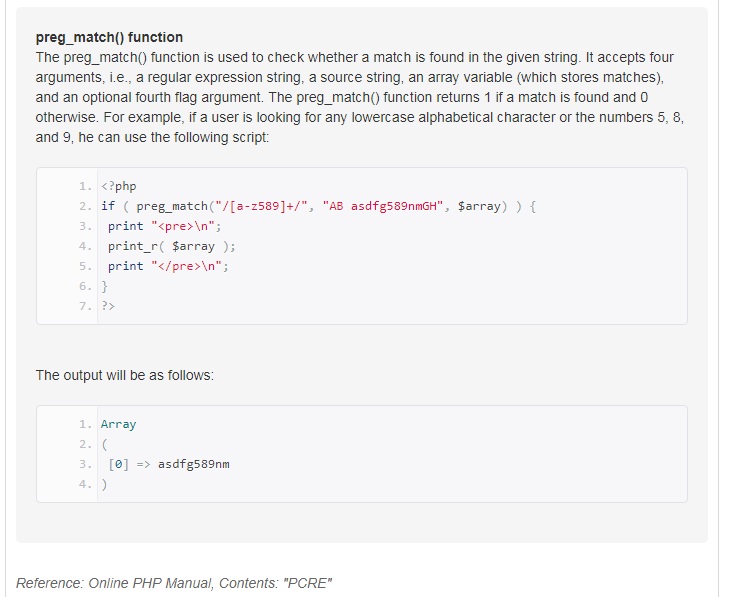 preg_match() function
The preg_match() function is used to check whether a match is found in the given string. It accepts four
arguments, i.e., a regular expression string, a source string, an array variable (which stores matches),
and an optional fourth flag argument. The preg_match() function returns 1 if a match is found and 0
otherwise. For example, if a user is looking for any lowercase alphabetical character or the numbers 5, 8,
and 9, he can use the following script:
1. <?php
2. if ( preg_match("/[a-z589]+/", "AB asdfg589nmGH", $array) ) {
3. print "<pre>\n";
4. print_r( $array );
5. print "</pre>\n";
6. }
7. ?>
The output will be as follows:
1. Array
2. (
3. [0] => asdfg589nm
4. )
Reference: Online PHP Manual, Contents: "PCRE"